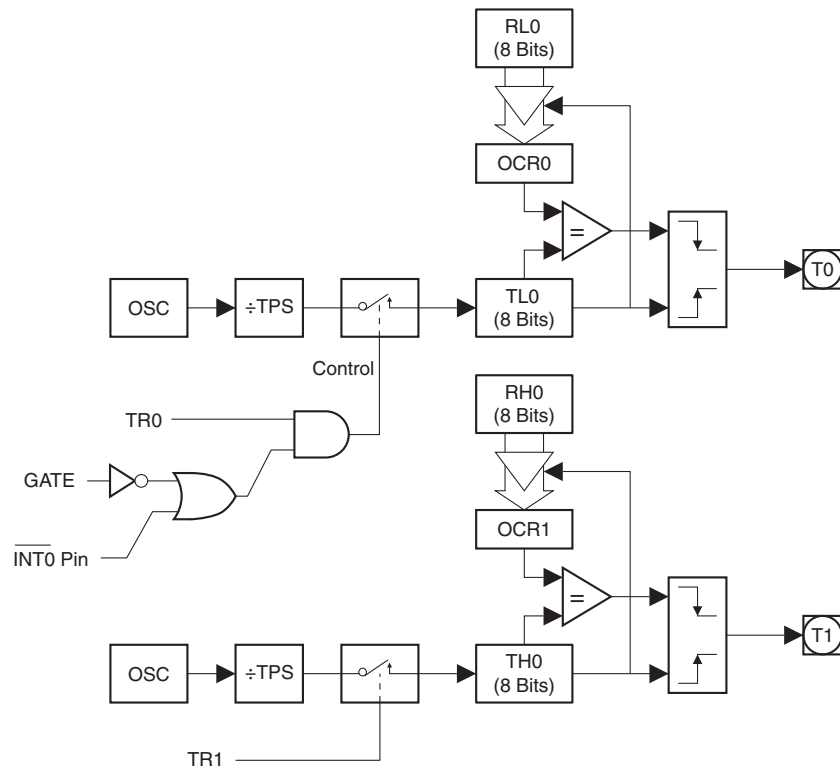 RL0
(8 Bits)
OCR0
=
OSC
÷TPS
TL0
(8 Bits)
T0
Control
TR0
RH0
(8 Bits)
GATE
INT0 Pin
OCR1
=
OSC
÷TPS
TH0
(8 Bits)
T1
TR1